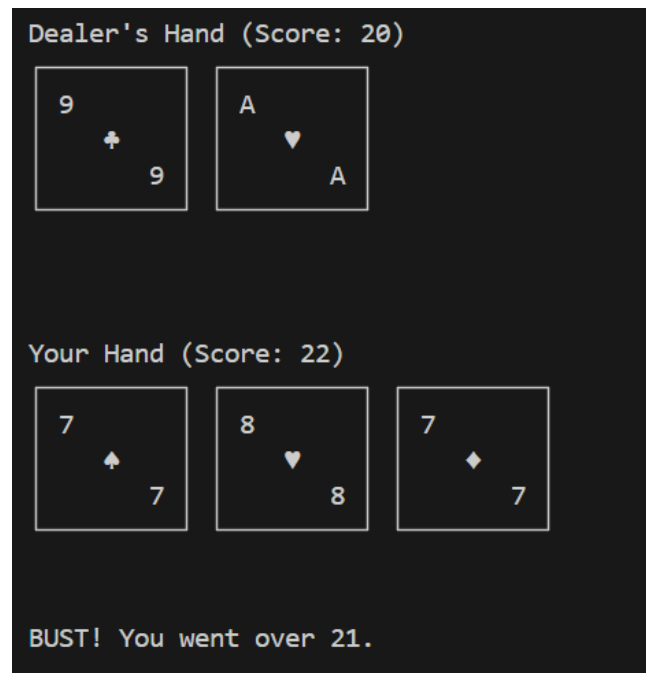 Dealer's Hand (Score: 20)
9 A
♣ ♥
9 A
Your Hand (Score: 22)
7 8 7
♠ ♥ ♦
7 8 7
BUST! You went over 21.